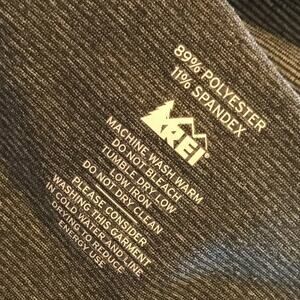 89% POLYESTER
11% SPANDEX
REI
MACHINE WASH WARM
DO NOT BLEACH
TUMBLE DRY LOW
LOW IRON
DO NOT DRY CLEAN
PLEASE CONSIDER
WASHING THIS GARMENT
IN COLD WATER AND LINE
DRYING TO REDUCE
ENERGY USE